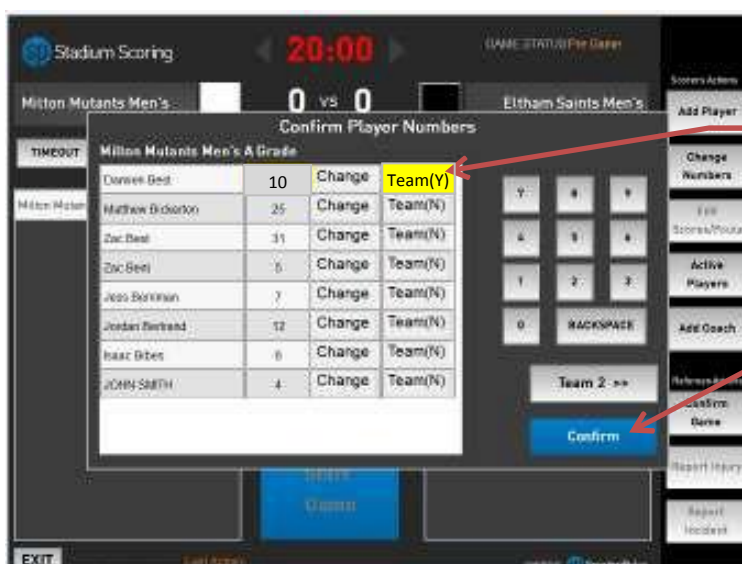 Stadium Scoring
20:00
GAME STATUS Pre Game
Milton Mutants Men's
0 vs 0
Eltham Saints Men's
Scorers Actions
Add Player
Confirm Player Numbers
TIMEOUT
Milton Mutants Men's A Grade
Damien Best 10 Change Team(Y)
Matthew Bickerton 25 Change Team(N)
Zac Best 31 Change Team(N)
Zac Best 5 Change Team(N)
Jess Berriman 7 Change Team(N)
Jordan Bertrand 12 Change Team(N)
Isaac Bibes 6 Change Team(N)
JOHN SMITH 4 Change Team(N)
7 8 9
4 5 6
1 2 3
0 BACKSPACE
Team 2 >>
Confirm
Change
Numbers
Edit
Active
Players
Add Coach
Confirm
Game
Report Injury
Report
Incident
Start
Game
EXIT